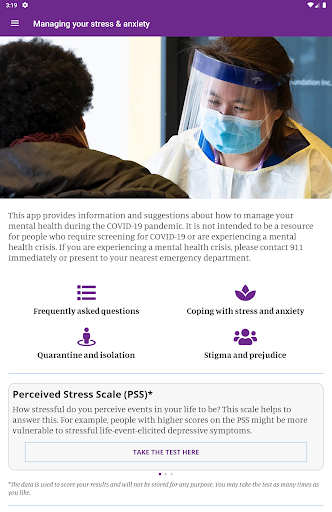 3:19
Managing your stress & anxiety
oundation Inc.
This app provides information and suggestions about how to manage your
mental health during the COVID-19 pandemic. It is not intended to be a resource
for people who require screening for COVID-19 or are experiencing a mental
health crisis. If you are experiencing a mental health crisis, please contact 911
immediately or present to your nearest emergency department.
Frequently asked questions
Coping with stress and anxiety
Quarantine and isolation
Stigma and prejudice
Perceived Stress Scale (PSS)*
How stressful do you perceive events in your life to be? This scale helps to
answer this. For example, people with higher scores on the PSS might be more
vulnerable to stressful life-event-elicited depressive symptoms.
TAKE THE TEST HERE
*The data is used to score your results and will not be stored for any purpose. You may take the test as many times as
you like.